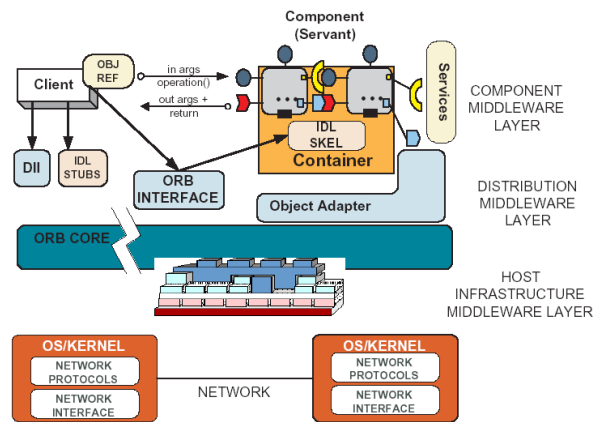 Component
(Servant)
OBJ
REF
Client
in args
operation()
out args +
return
Services
COMPONENT
MIDDLEWARE
LAYER
DII
IDL
STUBS
IDL
SKEL
Container
ORB
INTERFACE
Object Adapter
DISTRIBUTION
MIDDLEWARE
LAYER
ORB CORE
HOST
INFRASTRUCTURE
MIDDLEWARE LAYER
OS/KERNEL
NETWORK
PROTOCOLS
NETWORK
INTERFACE
NETWORK
OS/KERNEL
NETWORK
PROTOCOLS
NETWORK
INTERFACE